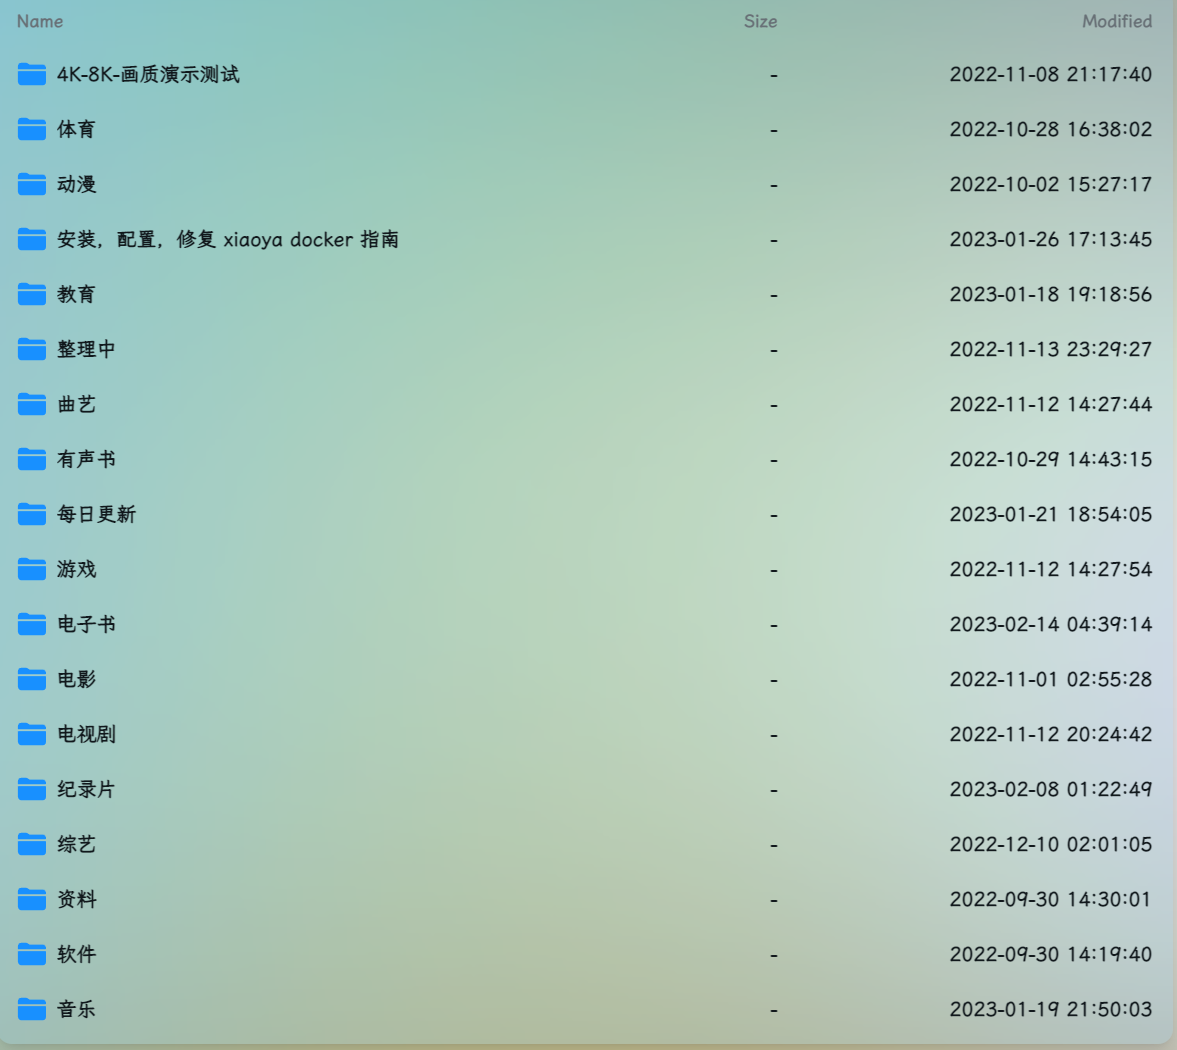 Name Size Modified
4K-8K-画质演示测试 - 2022-11-08 21:17:40
体育 - 2022-10-28 16:38:02
动漫 - 2022-10-02 15:27:17
安装，配置，修复 xiaoya docker 指南 - 2023-01-26 17:13:45
教育 - 2023-01-18 19:18:56
整理中 - 2022-11-13 23:29:27
曲艺 - 2022-11-12 14:27:44
有声书 - 2022-10-29 14:43:15
每日更新 - 2023-01-21 18:54:05
游戏 - 2022-11-12 14:27:54
电子书 - 2023-02-14 04:39:14
电影 - 2022-11-01 02:55:28
电视剧 - 2022-11-12 20:24:42
纪录片 - 2023-02-08 01:22:49
综艺 - 2022-12-10 02:01:05
资料 - 2022-09-30 14:30:01
软件 - 2022-09-30 14:19:40
音乐 - 2023-01-19 21:50:03